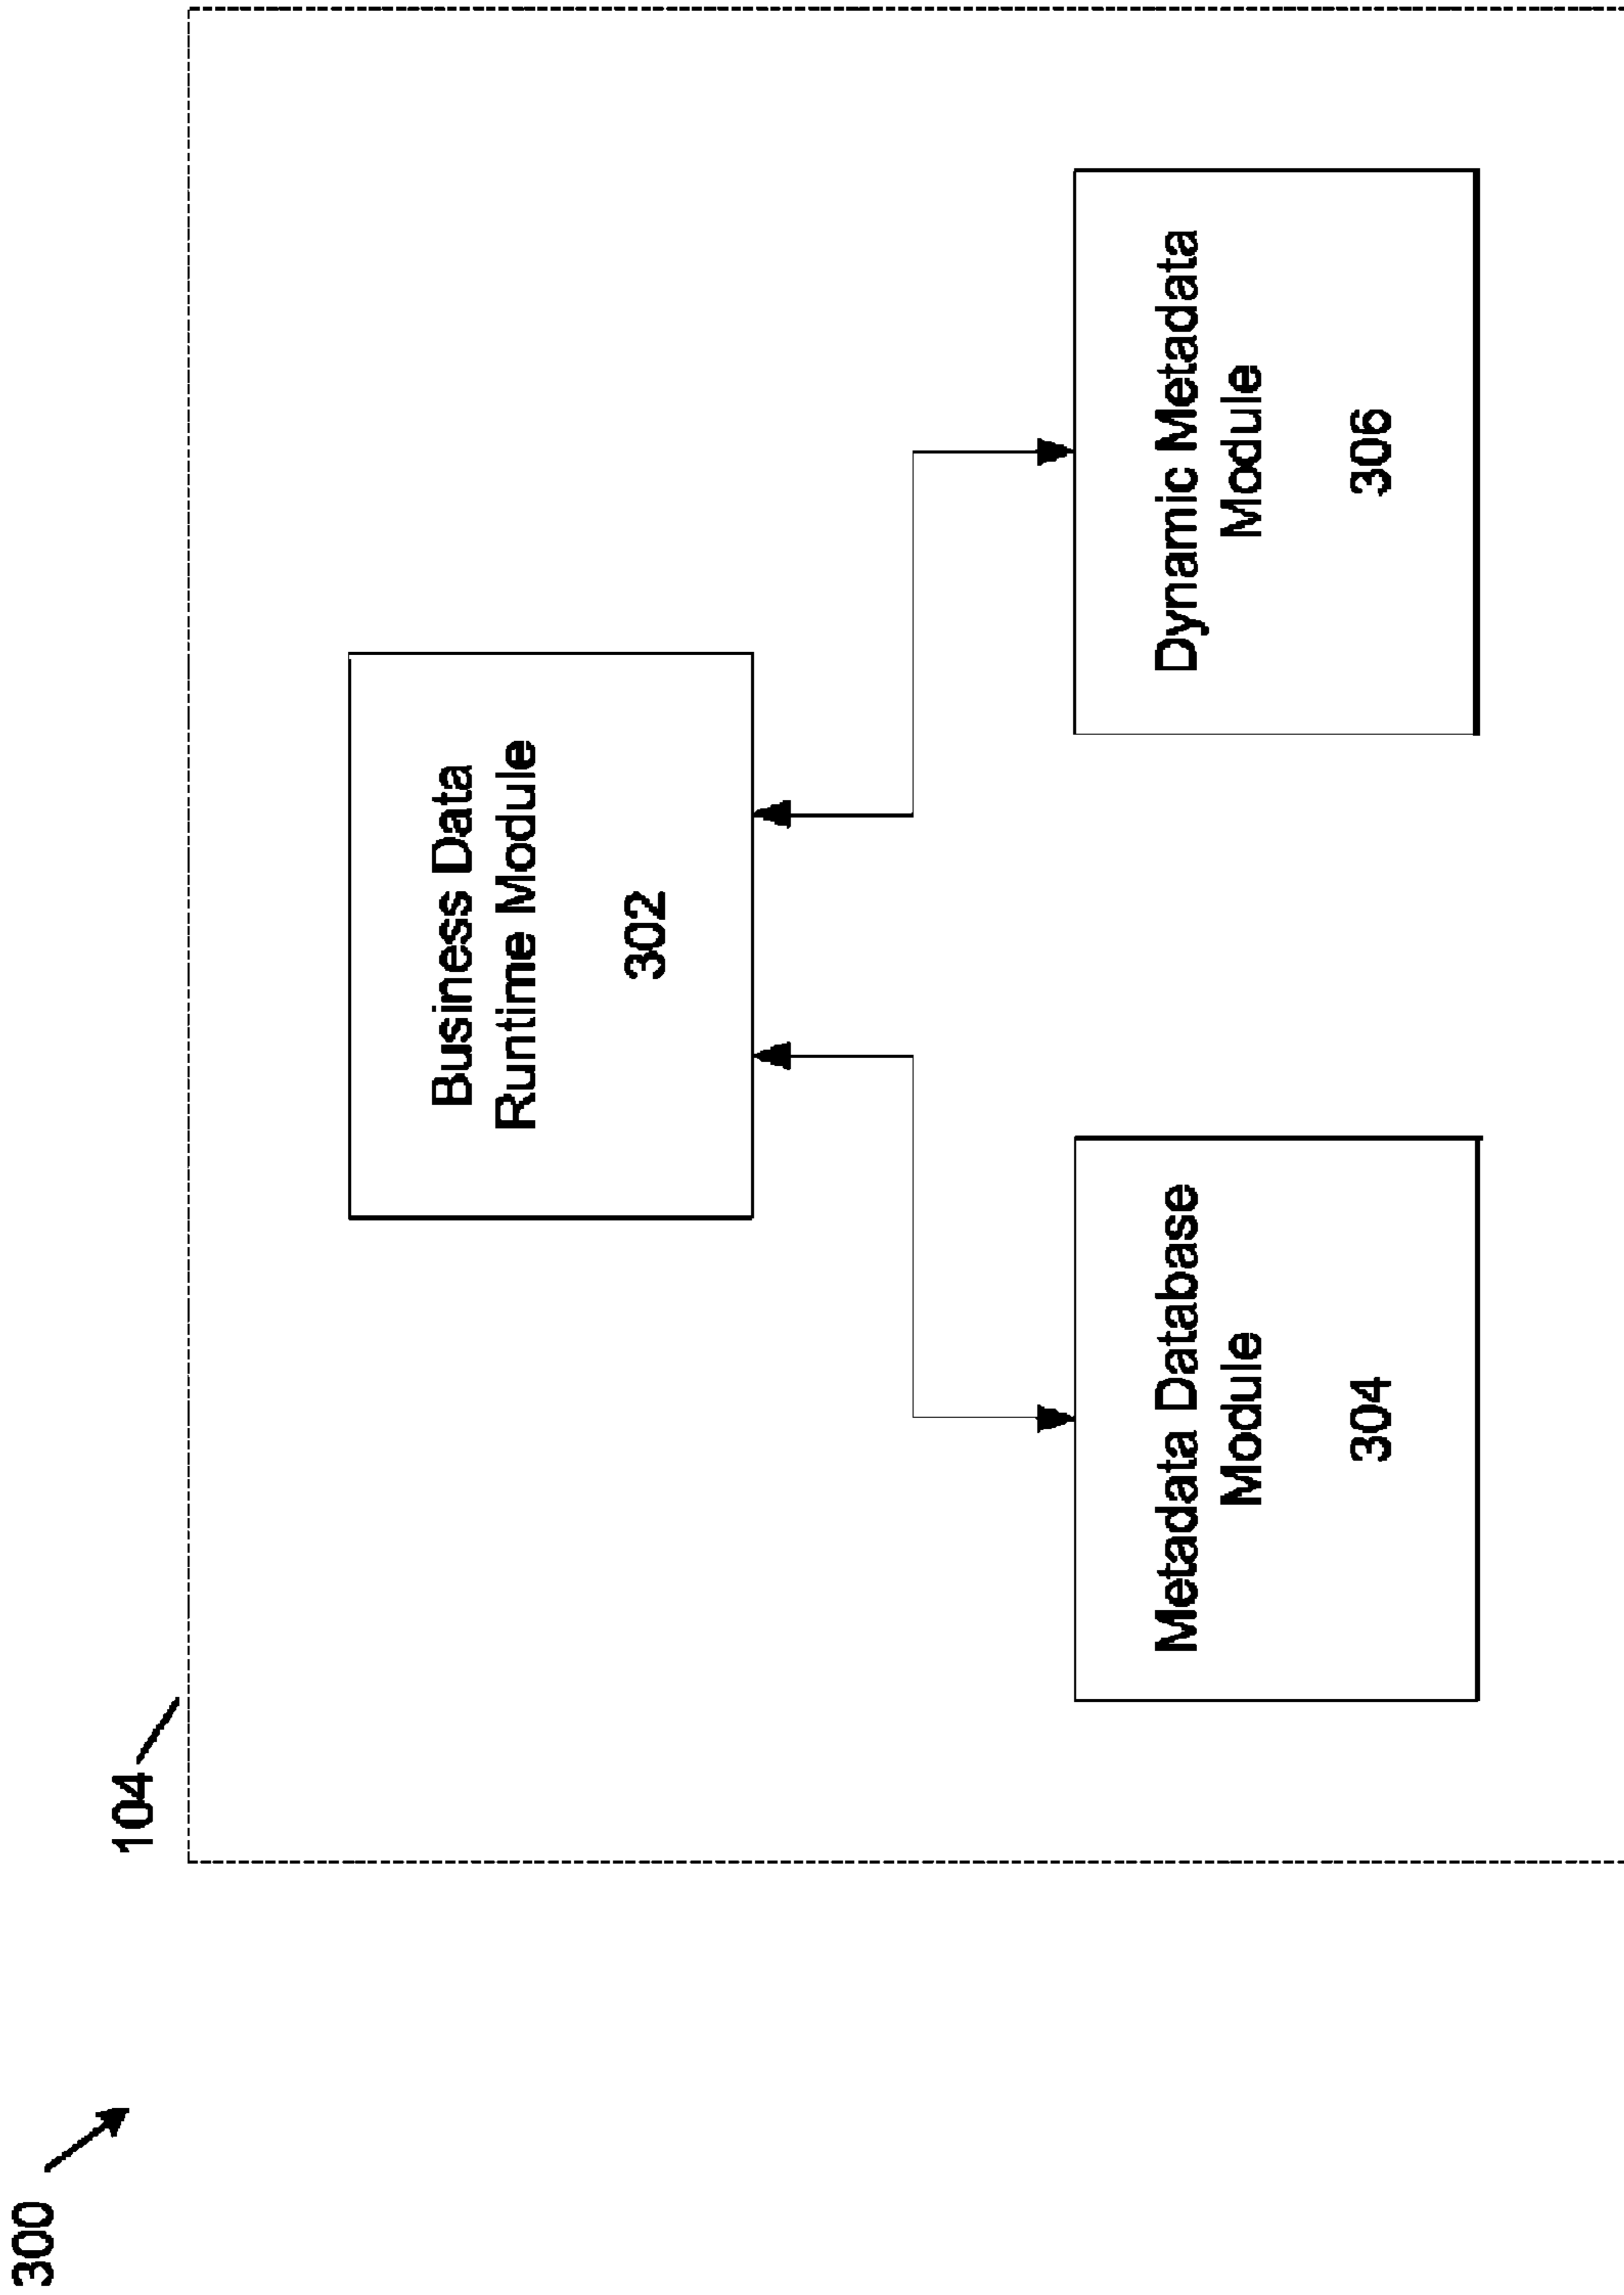 300
104
Business Data
Runtime Module
302
Metadata Database
Module
304
Dynamic Metadata
Module
306